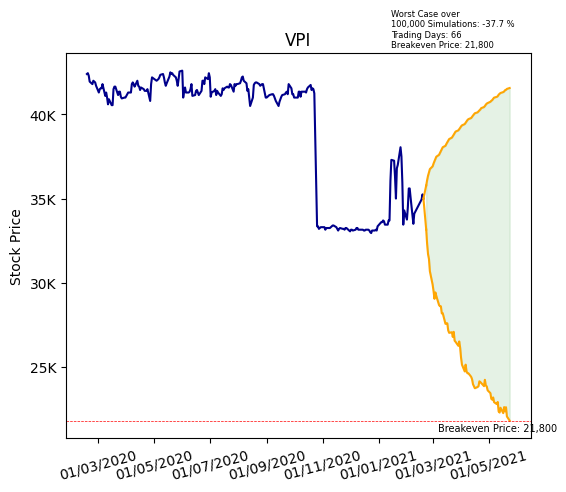 Worst Case over
100,000 Simulations: -37.7 %
Trading Days: 66
Breakeven Price: 21,800
VPI
Stock Price
40K
35K
30K
25K
Breakeven Price: 21,800
01/03/2020 01/05/2020 01/07/2020 01/09/2020 01/11/2020 01/01/2021 01/03/2021 01/05/2021